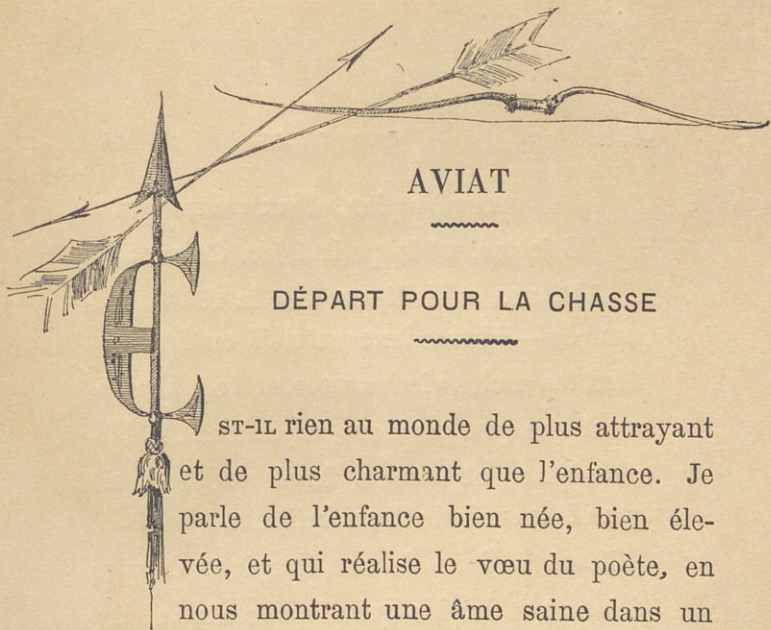 AVIAT
DÉPART POUR LA CHASSE
EST-IL rien au monde de plus attrayant
et de plus charmant que l'enfance. Je
parle de l'enfance bien née, bien éle-
vée, et qui réalise le vœu du poète, en
nous montrant une âme saine dans un